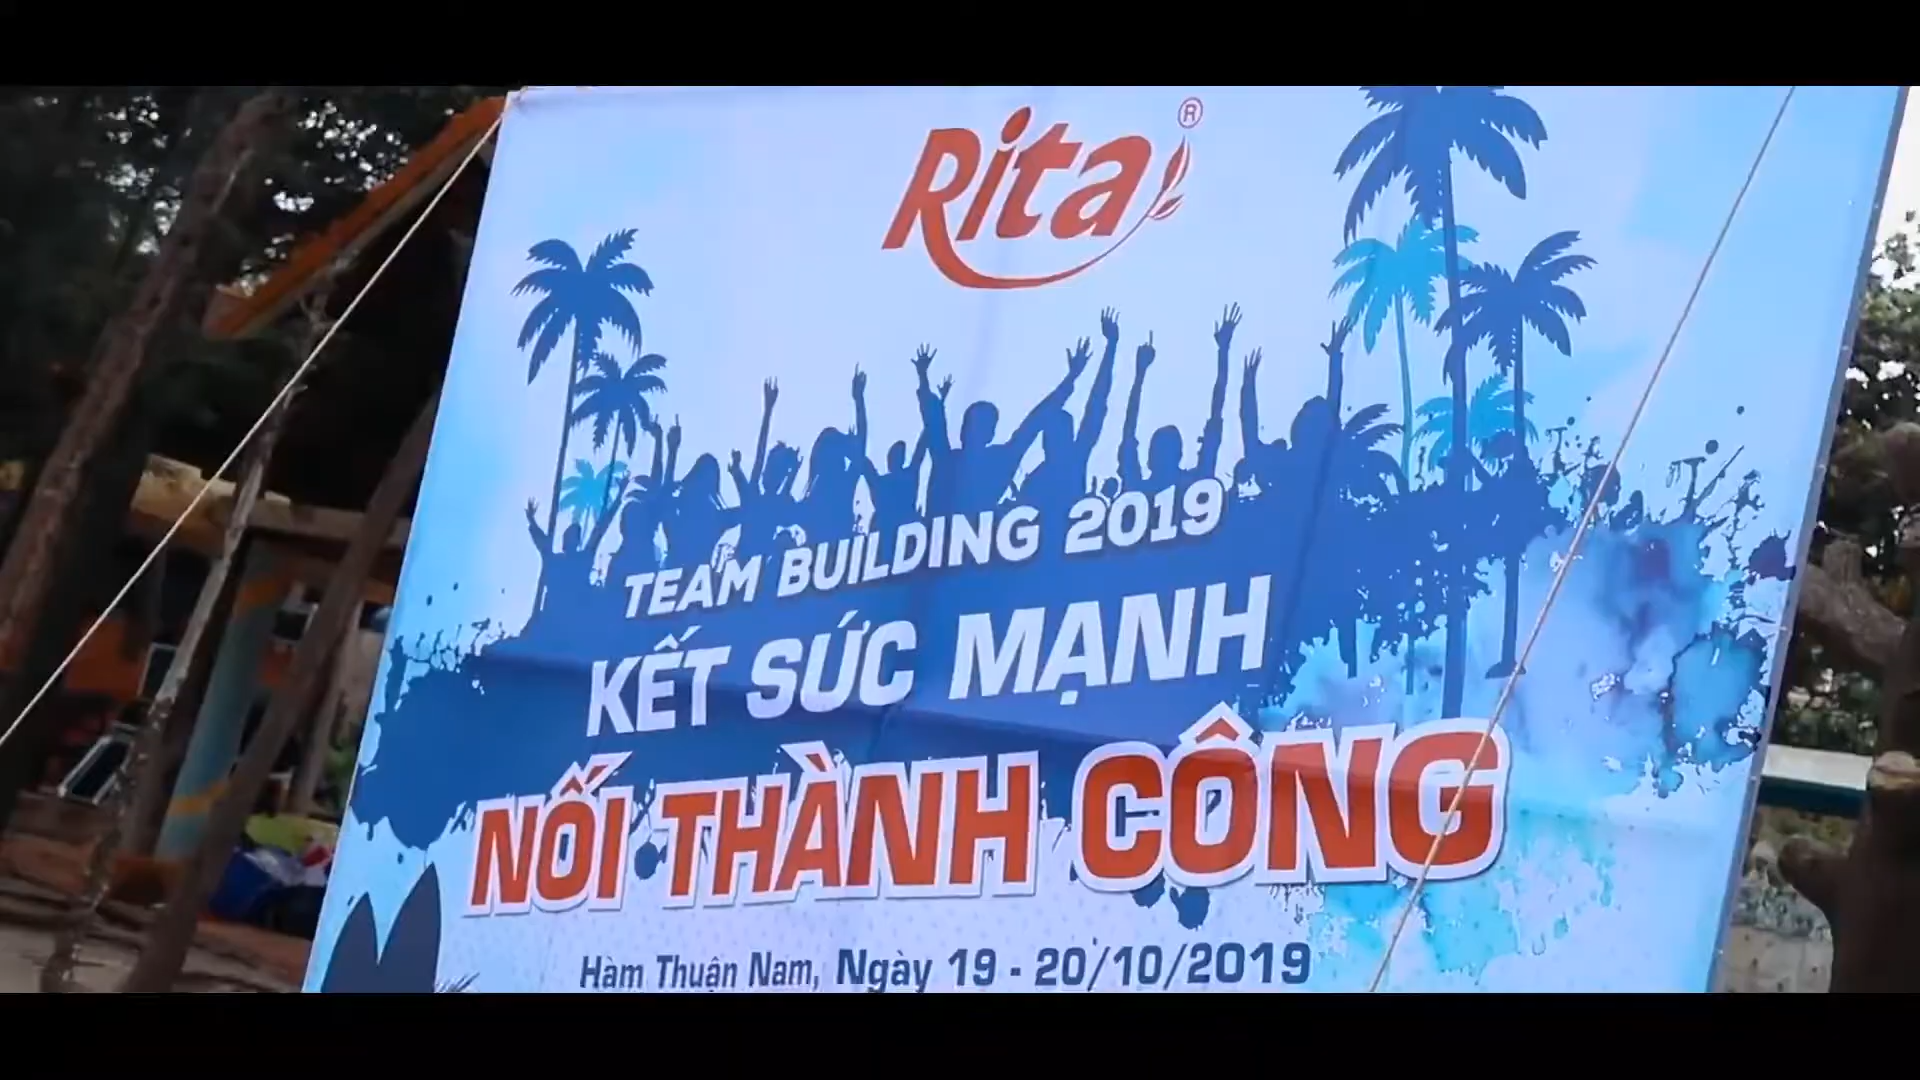 Rita®
TEAM BUILDING 2019
KẾT SỨC MẠNH
NỐI THÀNH CÔNG
Hàm Thuận Nam, Ngày 19 - 20/10/2019